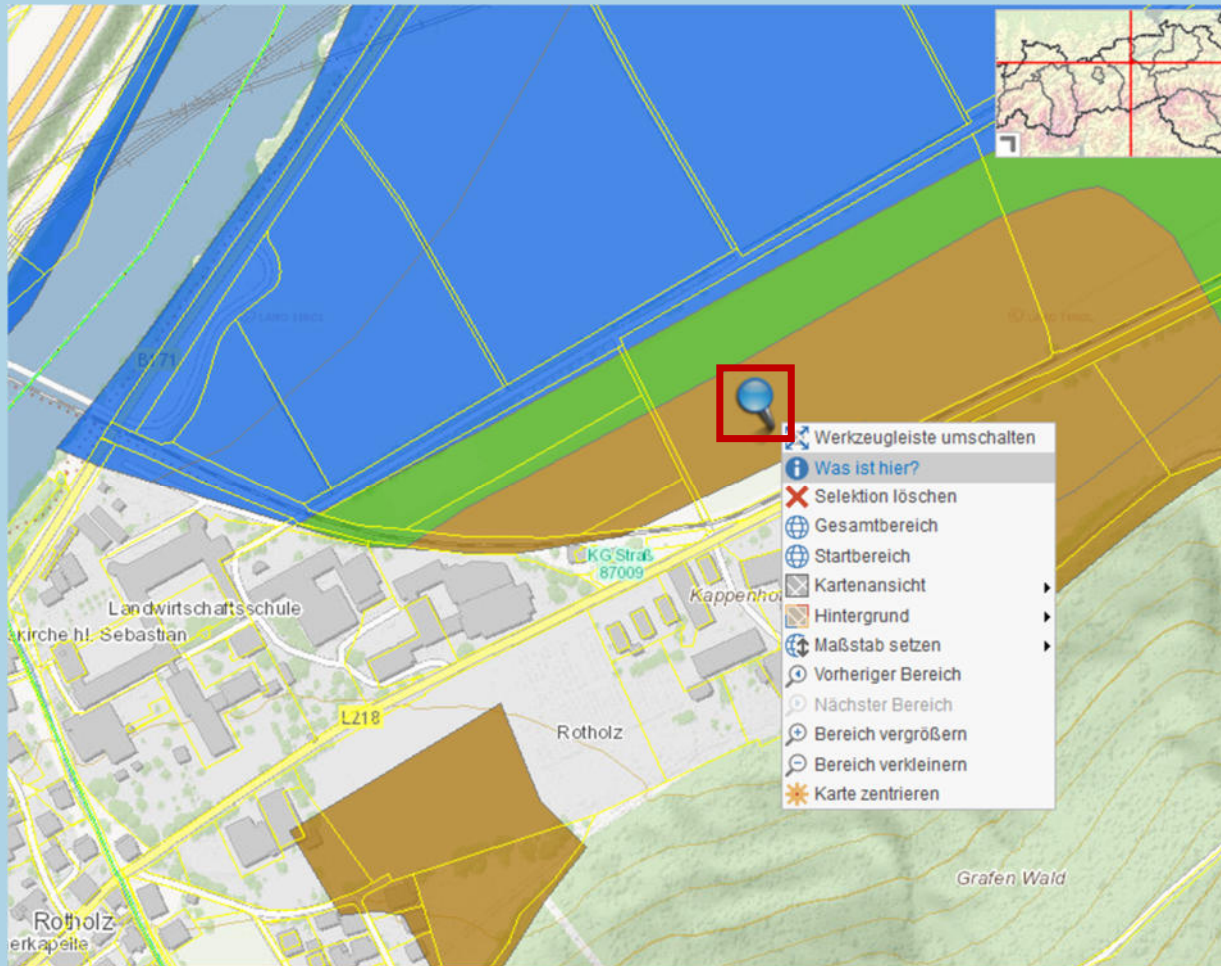 B171
Werkzeugleiste umschalten
Was ist hier?
Selektion löschen
Gesamtbereich
Startbereich
Kartenansicht
Hintergrund
Maßstab setzen
Vorheriger Bereich
Nächster Bereich
Bereich vergrößern
Bereich verkleinern
Karte zentrieren
KG Straß
87009
Landwirtschaftsschule
kirche hl. Sebastian
L218
Rotholz
Grafen Wald
Rotholz
erkapelle